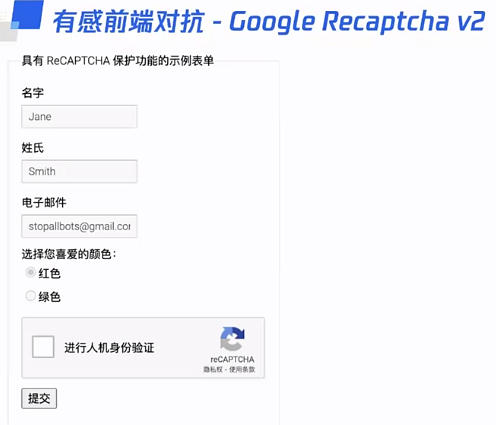 有感前端对抗 - Google Recaptcha v2
具有 ReCAPTCHA 保护功能的示例表单
名字
Jane
姓氏
Smith
电子邮件
stopallbots@gmail.cor
选择您喜爱的颜色：
红色
绿色
进行人机身份验证
reCAPTCHA
隐私权 - 使用条款
提交